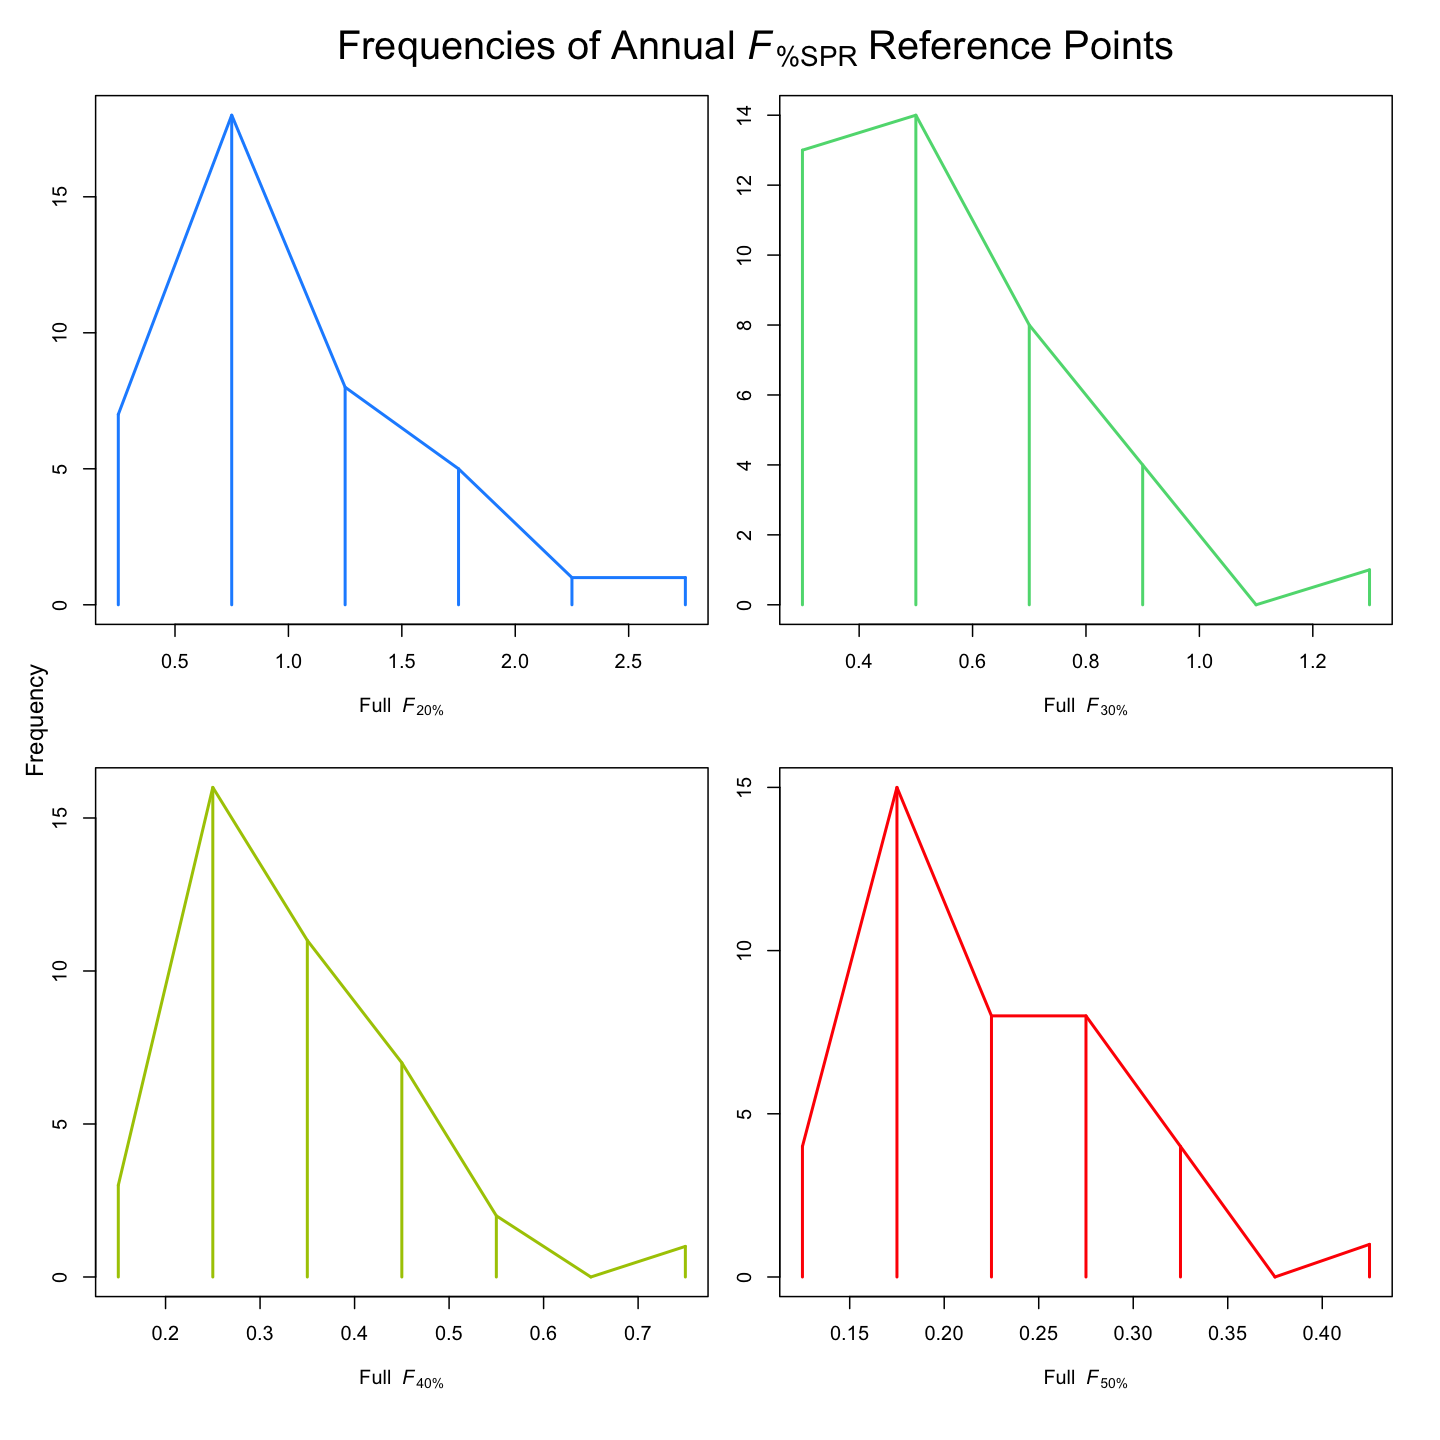 Frequencies of Annual F%SPR Reference Points
Frequency
0 5 10 15
0.5 1.0 1.5 2.0 2.5
Full F20%
0 2 4 6 8 10 12 14
0.4 0.6 0.8 1.0 1.2
Full F30%
0 5 10 15
0.2 0.3 0.4 0.5 0.6 0.7
Full F40%
0 5 10 15
0.15 0.20 0.25 0.30 0.35 0.40
Full F50%